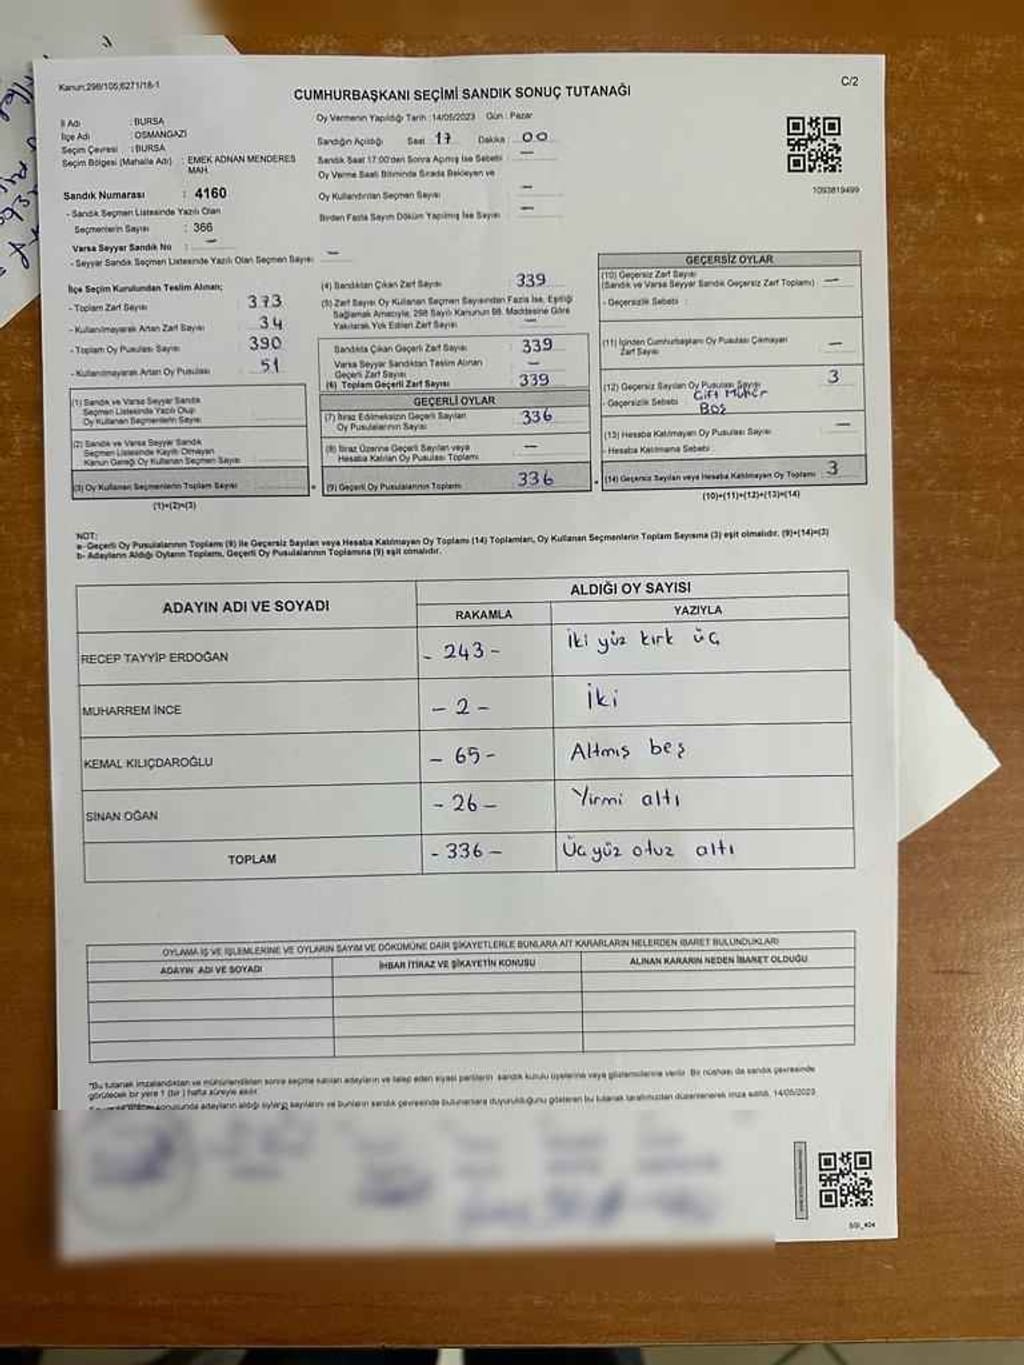 Kanun:298/105;6271/18-1
C/2
CUMHURBAŞKANI SEÇİMİ SANDIK SONUÇ TUTANAĞI
İl Adı : BURSA
İlçe Adı : OSMANGAZİ
Seçim Çevresi : BURSA
Seçim Bölgesi (Mahalle Adı) : EMEK ADNAN MENDERES MAH.
Sandık Numarası : 4160
- Sandık Seçmen Listesinde Yazılı Olan
Seçmenlerin Sayısı : 366
Varsa Seyyar Sandık No : —
- Seyyar Sandık Seçmen Listesinde Yazılı Olan Seçmen Sayısı: —
Oy Vermenin Yapıldığı Tarih :14/05/2023 Gün : Pazar
Sandığın Açıldığı Saat 17 Dakika 00
Sandık Saat 17:00'den Sonra Açılmış İse Sebebi —
Oy Verme Saati Bitiminde Sırada Bekleyen ve
Oy Kullandırılan Seçmen Sayısı —
Birden Fazla Sayım Döküm Yapılmış İse Sayısı —
1093819499
İlçe Seçim Kurulundan Teslim Alınan;
- Toplam Zarf Sayısı 373
- Kullanılmayarak Artan Zarf Sayısı 34
- Toplam Oy Pusulası Sayısı 390
- Kullanılmayarak Artan Oy Pusulası 51
(1) Sandık ve Varsa Seyyar Sandık
Seçmen Listesinde Yazılı Olup
Oy Kullanan Seçmenlerin Sayısı
(2) Sandık ve Varsa Seyyar Sandık
Seçmen Listesinde Kayıtlı Olmayan
Kanun Gereği Oy Kullanan Seçmen Sayısı
(3) Oy Kullanan Seçmenlerin Toplam Sayısı
(1)+(2)=(3)
(4) Sandıktan Çıkan Zarf Sayısı 339
(5) Zarf Sayısı Oy Kullanan Seçmen Sayısından Fazla İse, Eşitliği
Sağlamak Amacıyla, 298 Sayılı Kanunun 98. Maddesine Göre
Yakılarak Yok Edilen Zarf Sayısı —
Sandıkta Çıkan Geçerli Zarf Sayısı 339
Varsa Seyyar Sandıktan Teslim Alınan
Geçerli Zarf Sayısı —
(6) Toplam Geçerli Zarf Sayısı 339
GEÇERLİ OYLAR
(7) İtiraz Edilmeksizin Geçerli Sayılan
Oy Pusulalarının Sayısı 336
(8) İtiraz Üzerine Geçerli Sayılan veya
Hesaba Katılan Oy Pusulası Toplamı —
(9) Geçerli Oy Pusulalarının Toplamı 336
GEÇERSİZ OYLAR
(10) Geçersiz Zarf Sayısı
(Sandık ve Varsa Seyyar Sandık Geçersiz Zarf Toplamı) —
- Geçersizlik Sebebi :
(11) İçinden Cumhurbaşkanı Oy Pusulası Çıkmayan
Zarf Sayısı —
(12) Geçersiz Sayılan Oy Pusulası Sayısı 3
- Geçersizlik Sebebi Çift Mühür
Boş
(13) Hesaba Katılmayan Oy Pusulası Sayısı —
- Hesaba Katılmama Sebebi
(14) Geçersiz Sayılan veya Hesaba Katılmayan Oy Toplamı 3
(10)+(11)+(12)+(13)=(14)
NOT:
a- Geçerli Oy Pusulalarının Toplamı (9) ile Geçersiz Sayılan veya Hesaba Katılmayan Oy Toplamı (14) Toplamları, Oy Kullanan Seçmenlerin Toplam Sayısına (3) eşit olmalıdır. (9)+(14)=(3)
b- Adayların Aldığı Oyların Toplamı, Geçerli Oy Pusulalarının Toplamına (9) eşit olmalıdır.
ADAYIN ADI VE SOYADI
ALDIĞI OY SAYISI
RAKAMLA YAZIYLA
RECEP TAYYİP ERDOĞAN - 243 - İki yüz kırk üç
MUHARREM İNCE - 2 - İki
KEMAL KILIÇDAROĞLU - 65 - Altmış beş
SİNAN OĞAN - 26 - Yirmi altı
TOPLAM - 336 - Üç yüz otuz altı
OYLAMA İŞ VE İŞLEMLERİNE VE OYLARIN SAYIM VE DÖKÜMÜNE DAİR ŞİKAYETLERLE BUNLARA AİT KARARLARIN NELERDEN İBARET BULUNDUKLARI
ADAYIN ADI VE SOYADI İHBAR İTİRAZ VE ŞİKAYETİN KONUSU ALINAN KARARIN NEDEN İBARET OLDUĞU
"Bu tutanak imzalandıktan ve mühürlendikten sonra seçime katılan adayların ve talep eden siyasi partilerin sandık kurulu üyelerine veya gözlemcilerine verilir. Bir nüshası da sandık çevresinde
görülecek bir yere 1 (bir) hafta süreyle asılır.
konusunda adayların aldığı oyların sayılarını ve bunların sandık çevresinde bulunanlara duyurulduğunu gösteren bu tutanak tarafımızdan düzenlenerek imza edildi. 14/05/2023